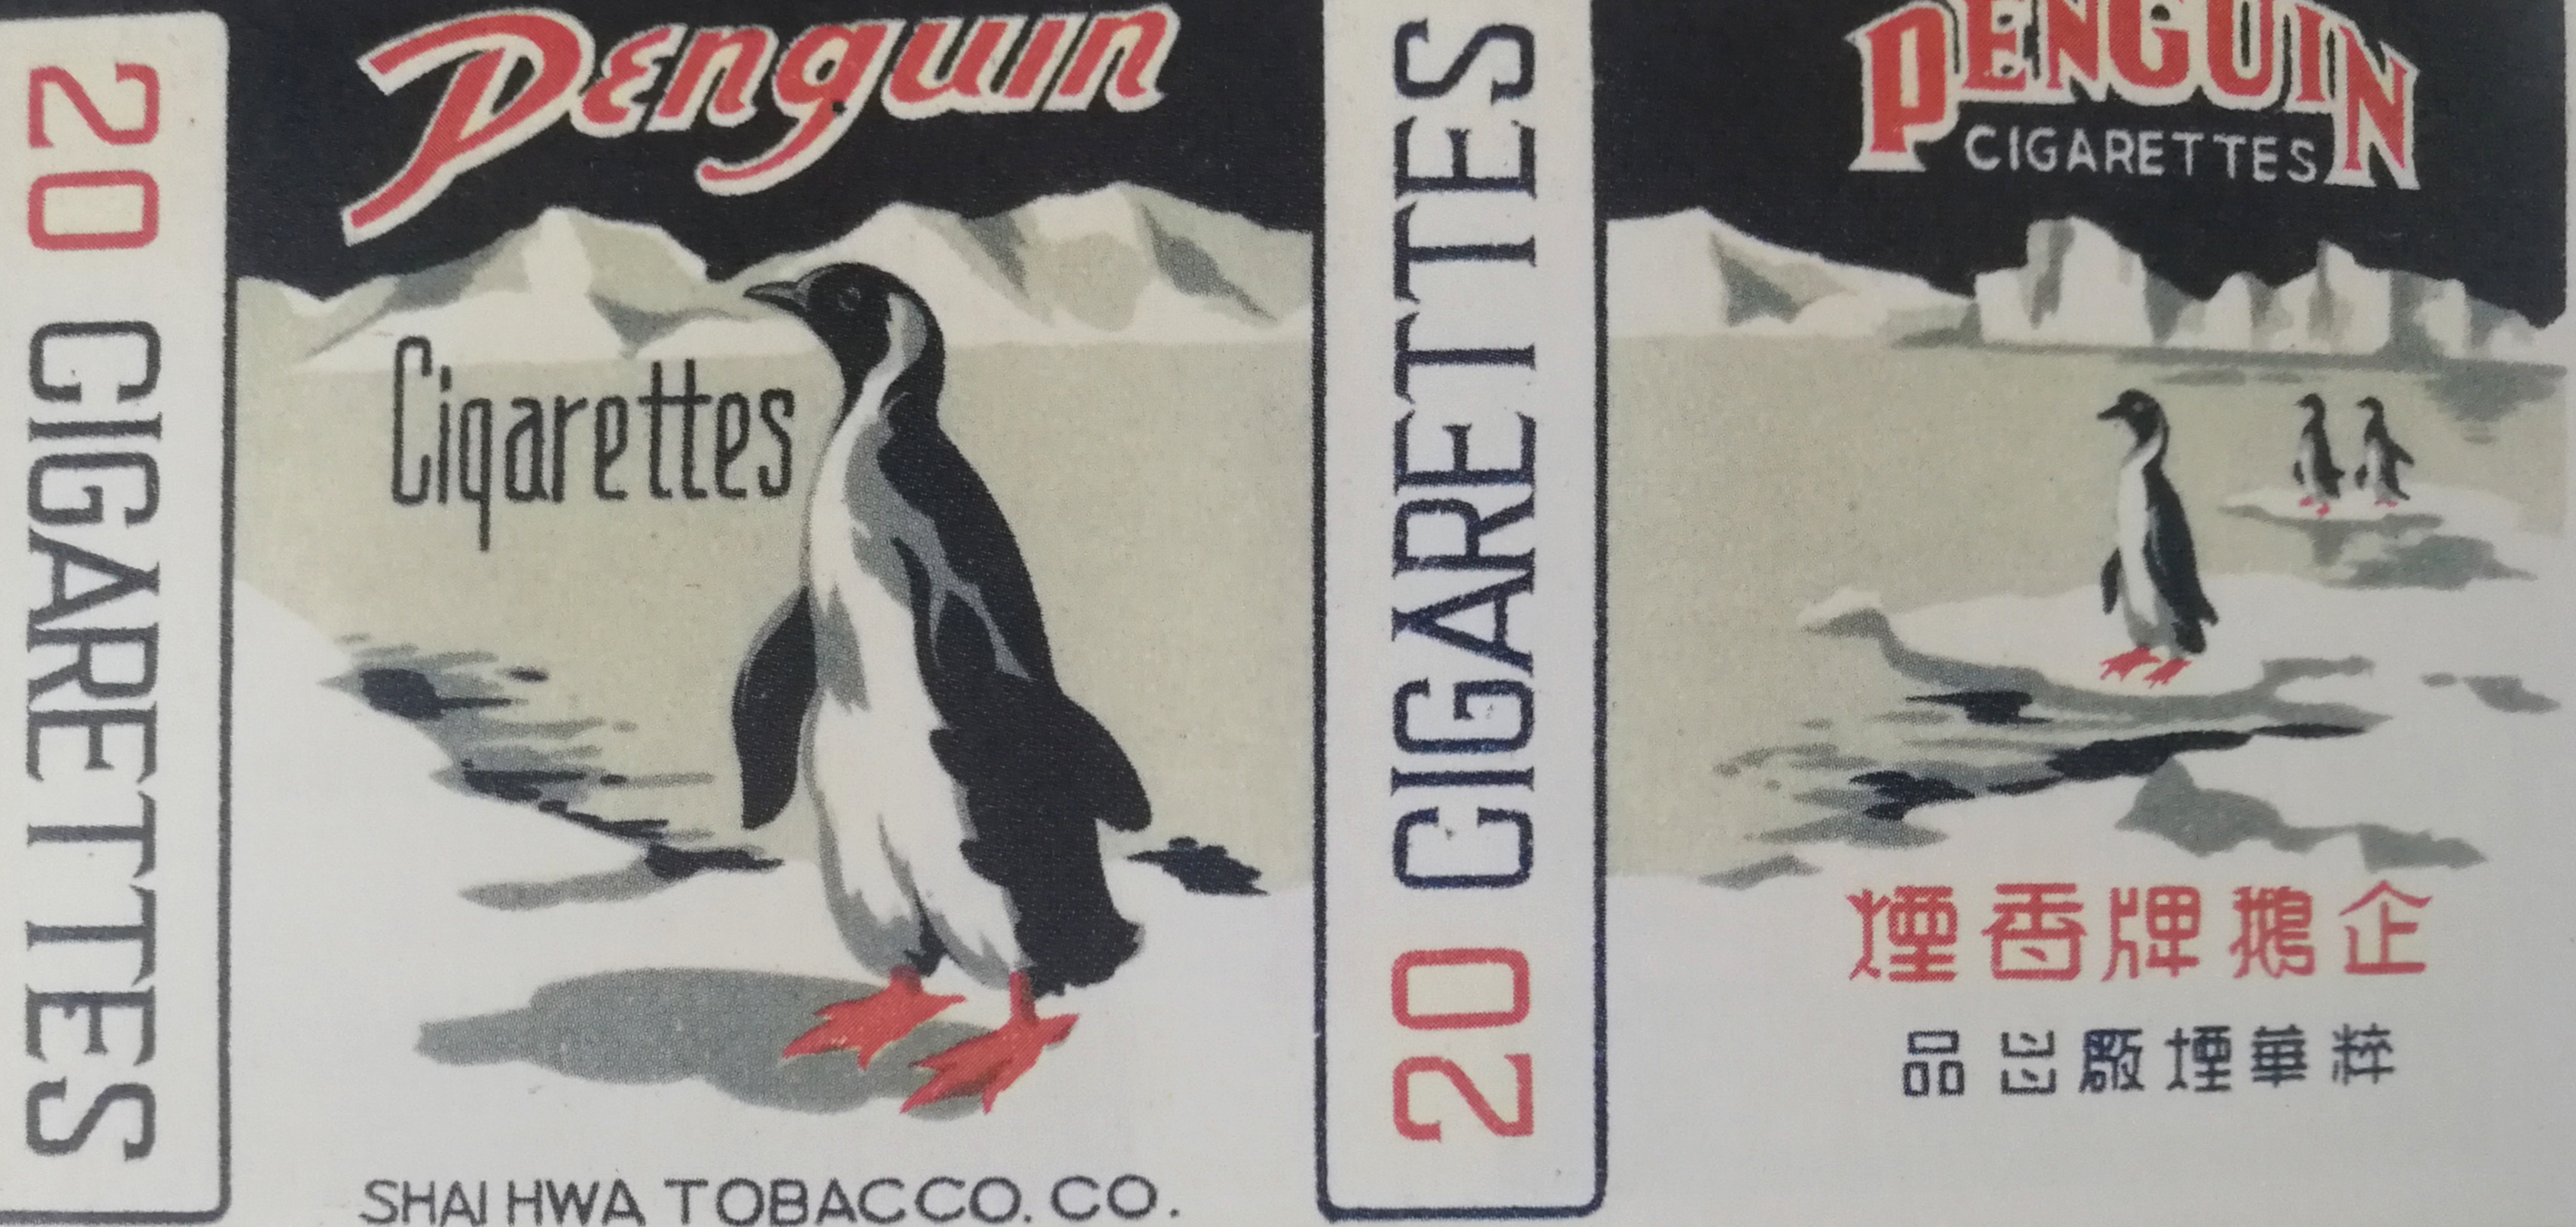 20 CIGARETTES
Penguin
Cigarettes
SHAI HWA TOBACCO. CO.
20 CIGARETTES
PENGUIN
CIGARETTES
企鵝牌香煙
粹華煙廠出品